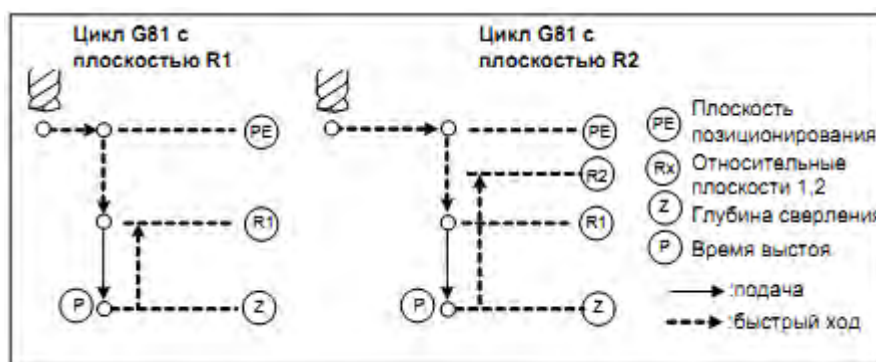 Цикл G81 с
плоскостью R1
PE
R1
P
Z
Цикл G81 с
плоскостью R2
PE
R2
R1
P
Z
PE Плоскость
позиционирования
Rx Относительные
плоскости 1,2
Z Глубина сверления
P Время выстоя
:подача
:быстрый ход